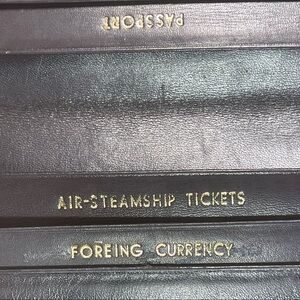 PASSPORT
AIR-STEAMSHIP TICKETS
FOREING CURRENCY